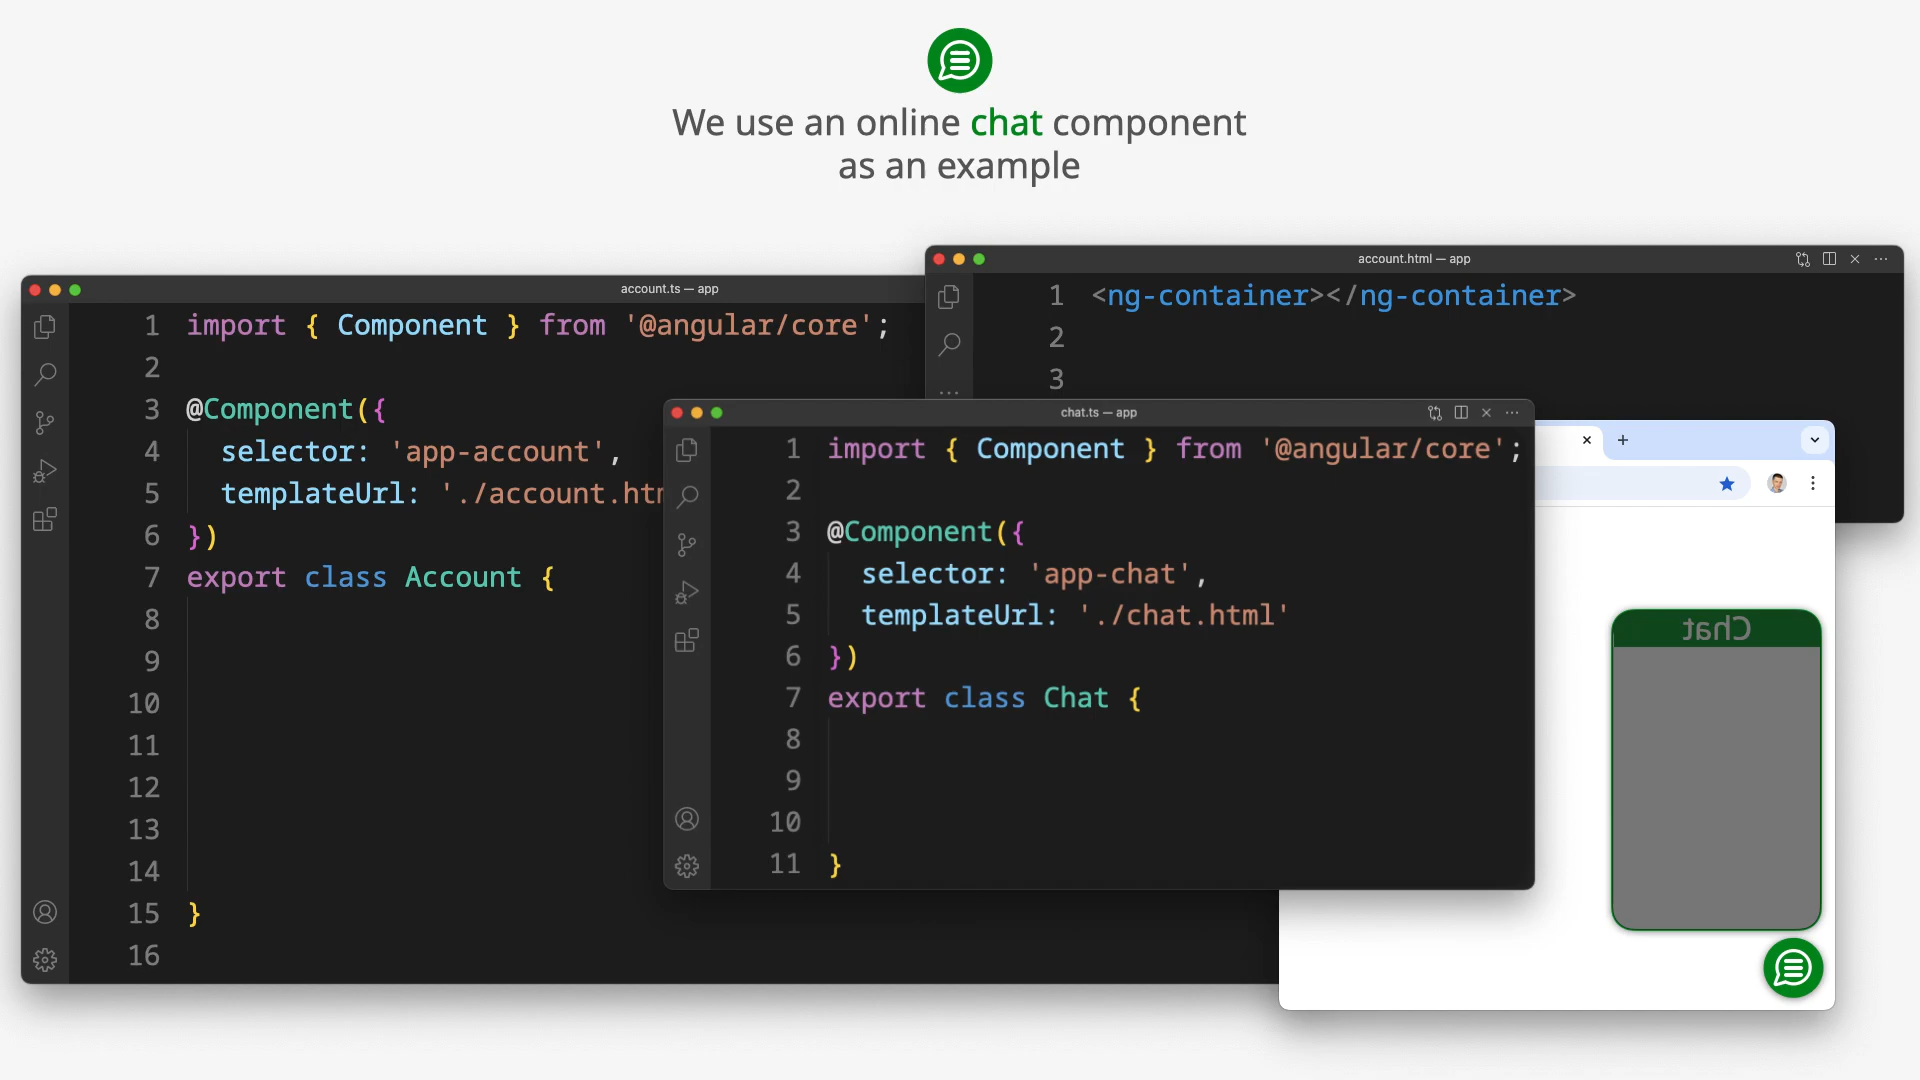 We use an online chat component
as an example
account.ts — app
1 import { Component } from '@angular/core';
2
3 @Component({
4 selector: 'app-account',
5 templateUrl: './account.htm
6 })
7 export class Account {
8
9
10
11
12
13
14
15 }
16
account.html — app
1 <ng-container></ng-container>
2
3
chat.ts — app
1 import { Component } from '@angular/core';
2
3 @Component({
4 selector: 'app-chat',
5 templateUrl: './chat.html'
6 })
7 export class Chat {
8
9
10
11 }
Chat